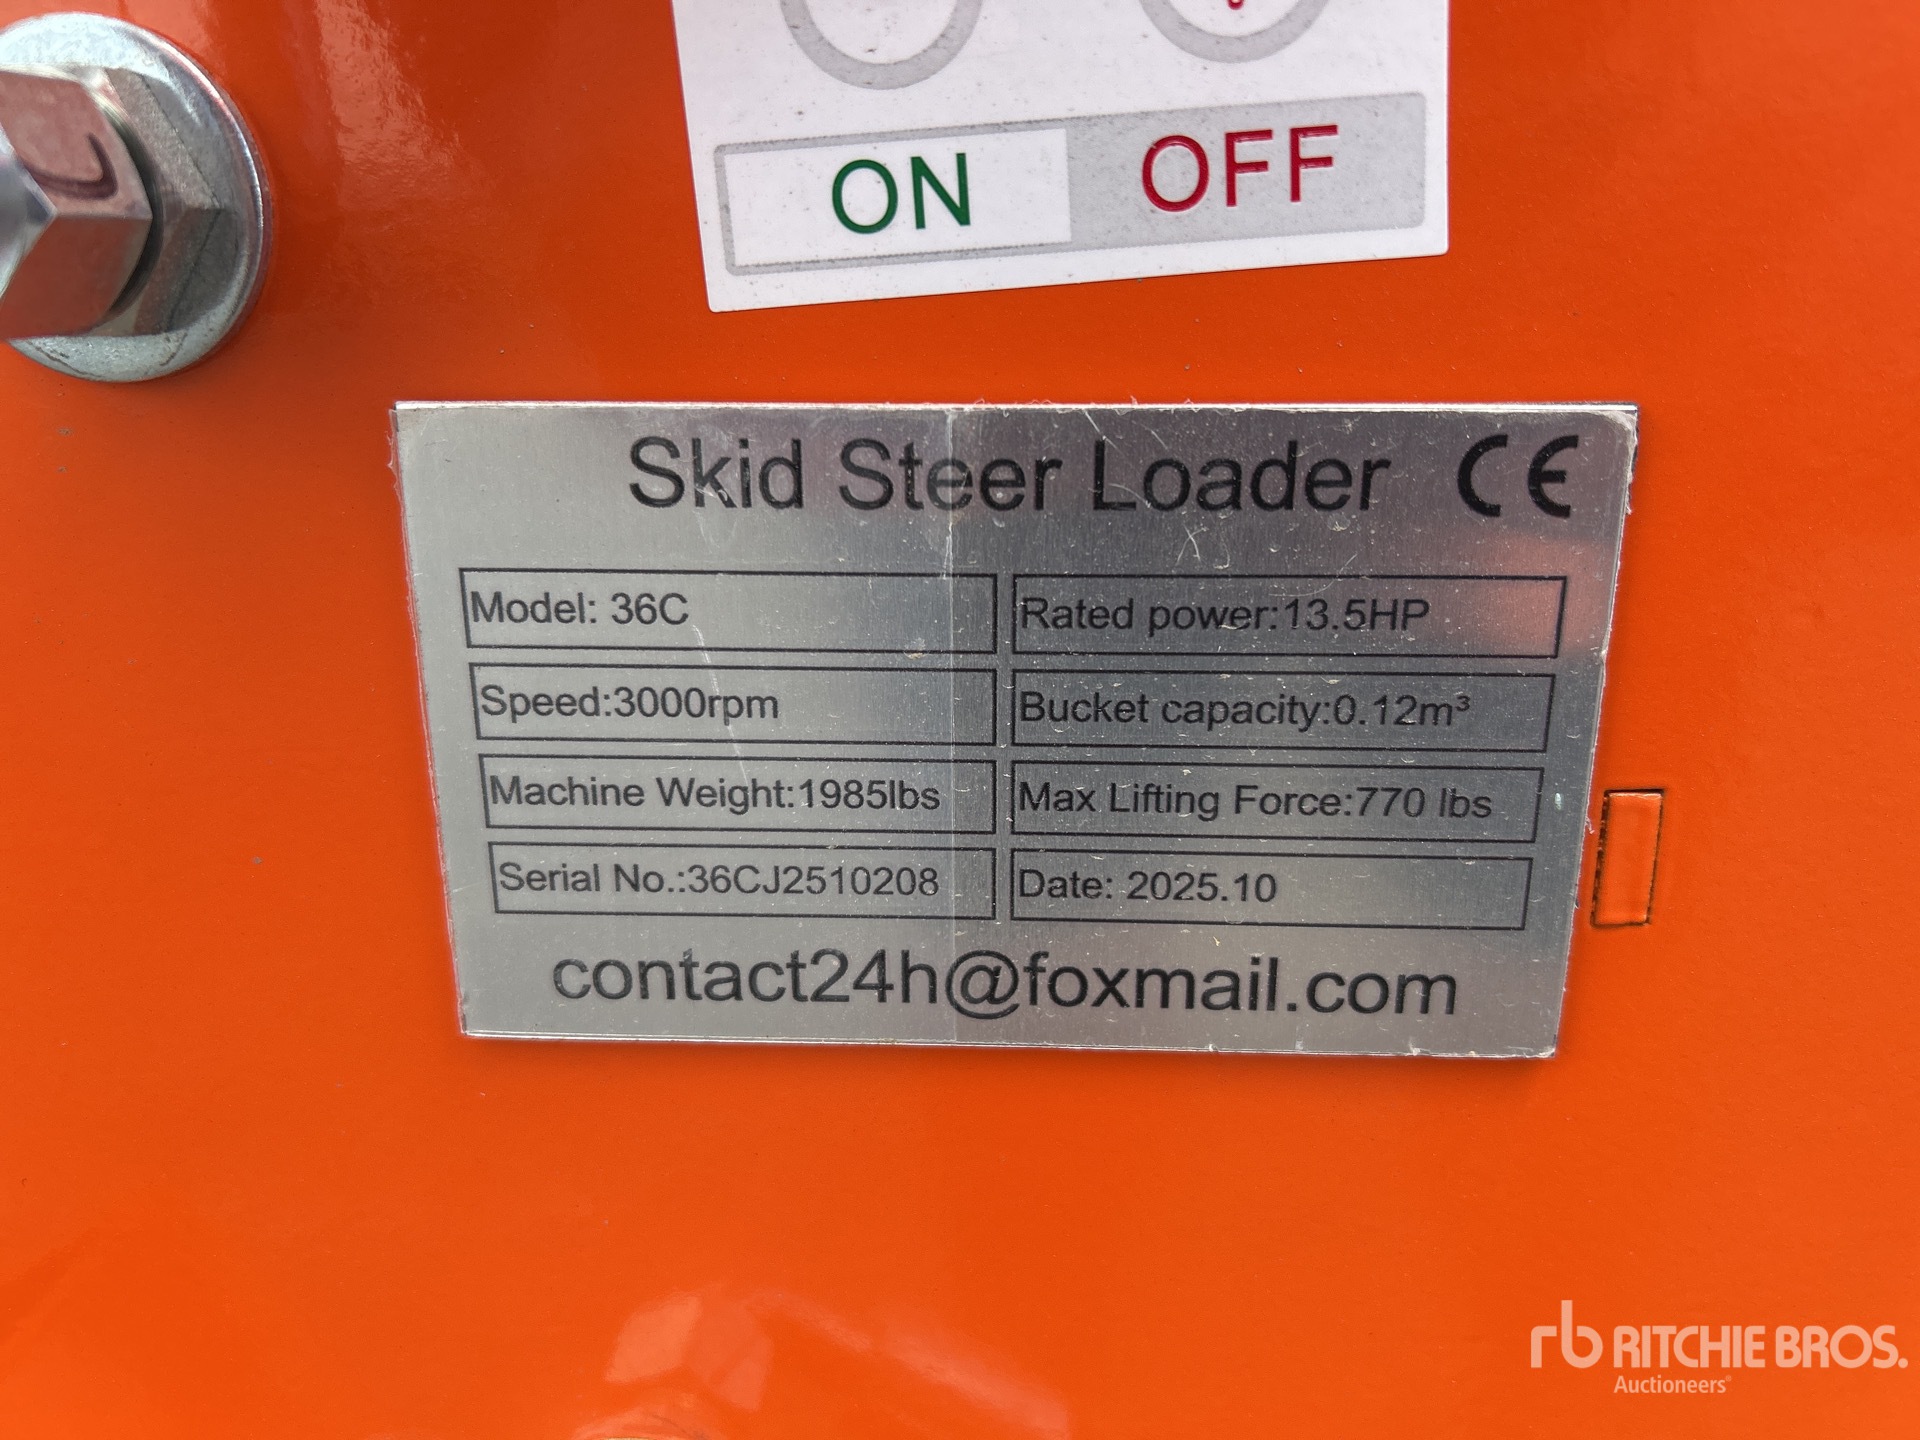 ON OFF
Skid Steer Loader CE
Model: 36C
Rated power:13.5HP
Speed:3000rpm
Bucket capacity:0.12m³
Machine Weight:1985lbs
Max Lifting Force:770 lbs
Serial No.:36CJ2510208
Date: 2025.10
contact24h@foxmail.com
rb RITCHIE BROS.
Auctioneers®